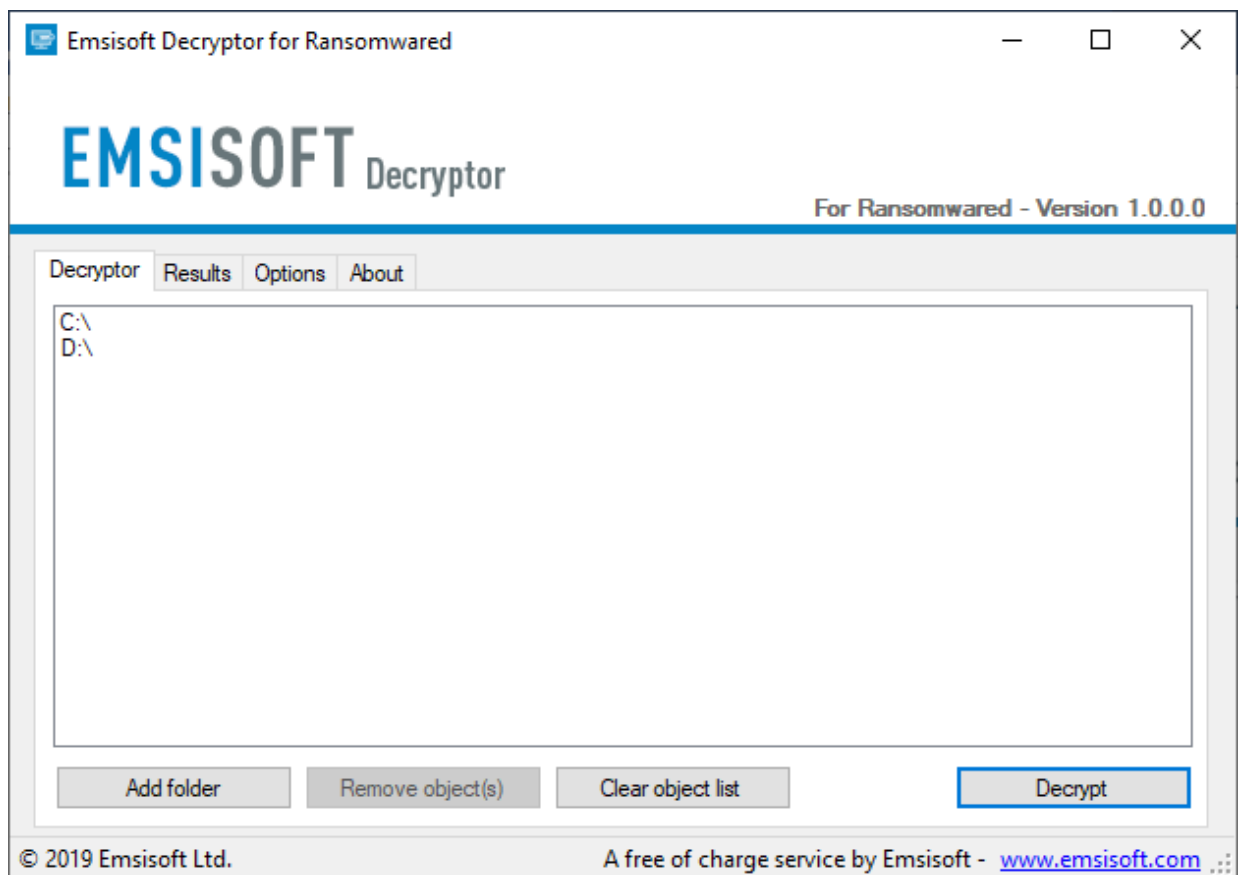 Emsisoft Decryptor for Ransomwared
EMSISOFT Decryptor
For Ransomwared - Version 1.0.0.0
Decryptor Results Options About
C:\
D:\
Add folder Remove object(s) Clear object list Decrypt
© 2019 Emsisoft Ltd. A free of charge service by Emsisoft - www.emsisoft.com